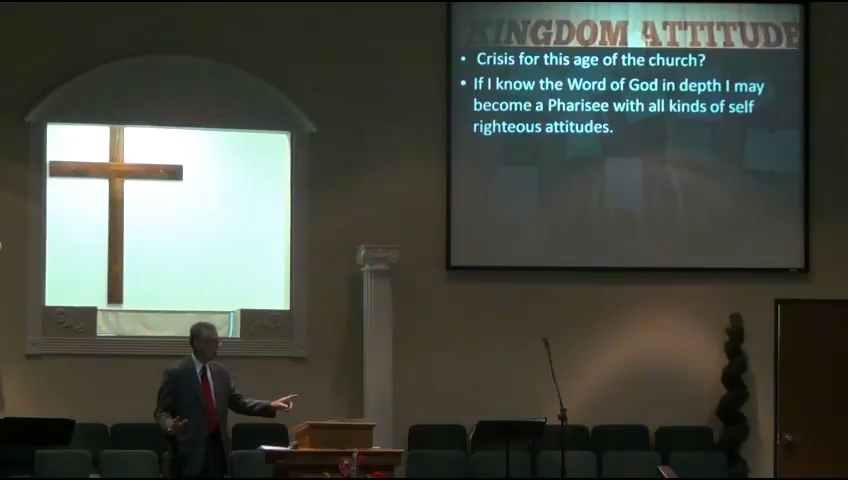 KINGDOM ATTITUDE
• Crisis for this age of the church?
• If I know the Word of God in depth I may
become a Pharisee with all kinds of self
righteous attitudes.